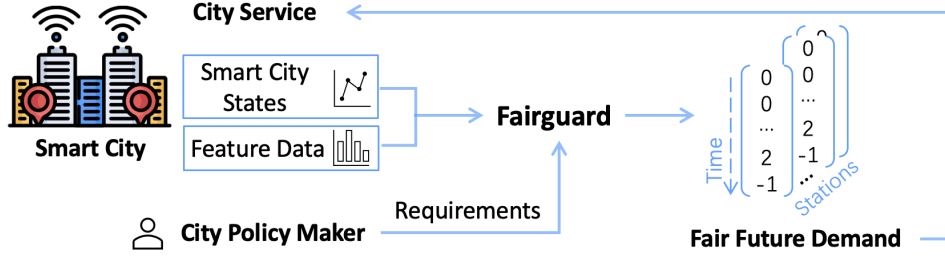 City Service
Smart City
States
Feature Data
Smart City
Fairguard
Requirements
City Policy Maker
Time
0
0
...
2
-1
0
0
...
2
-1
...
Stations
Fair Future Demand